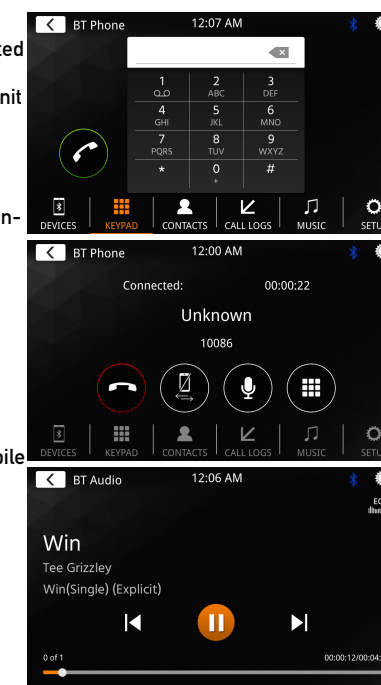 ted
nit
n-
bile
BT Phone 12:07 AM
1 2 ABC 3 DEF
4 GHI 5 JKL 6 MNO
7 PQRS 8 TUV 9 WXYZ
* 0 + #
DEVICES KEYPAD CONTACTS CALL LOGS MUSIC SETU
BT Phone 12:00 AM
Connected: 00:00:22
Unknown
10086
DEVICES KEYPAD CONTACTS CALL LOGS MUSIC SETU
BT Audio 12:06 AM
EQ
Win
Tee Grizzley
Win(Single) (Explicit)
0 of 1 00:00:12/00:04: